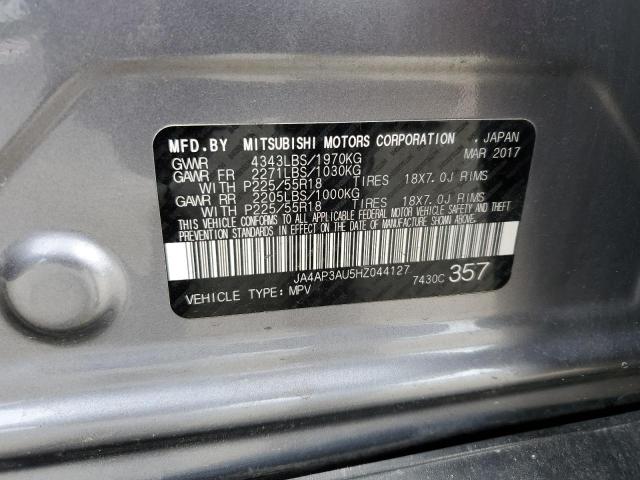 MFD.BY MITSUBISHI MOTORS CORPORATION , JAPAN
GVWR 4343LBS/1970KG MAR 2017
GAWR FR 2271LBS/1030KG
WITH P225/55R18 TIRES 18X7.0J RIMS
GAWR RR 2205LBS/1000KG
WITH P225/55R18 TIRES 18X7.0J RIMS
THIS VEHICLE CONFORMS TO ALL APPLICABLE FEDERAL MOTOR VEHICLE SAFETY AND THEFT
PREVENTION STANDARDS IN EFFECT ON THE DATE OF MANUFACTURE SHOWN ABOVE.
JA4AP3AU5HZ044127
VEHICLE TYPE: MPV 7430C 357